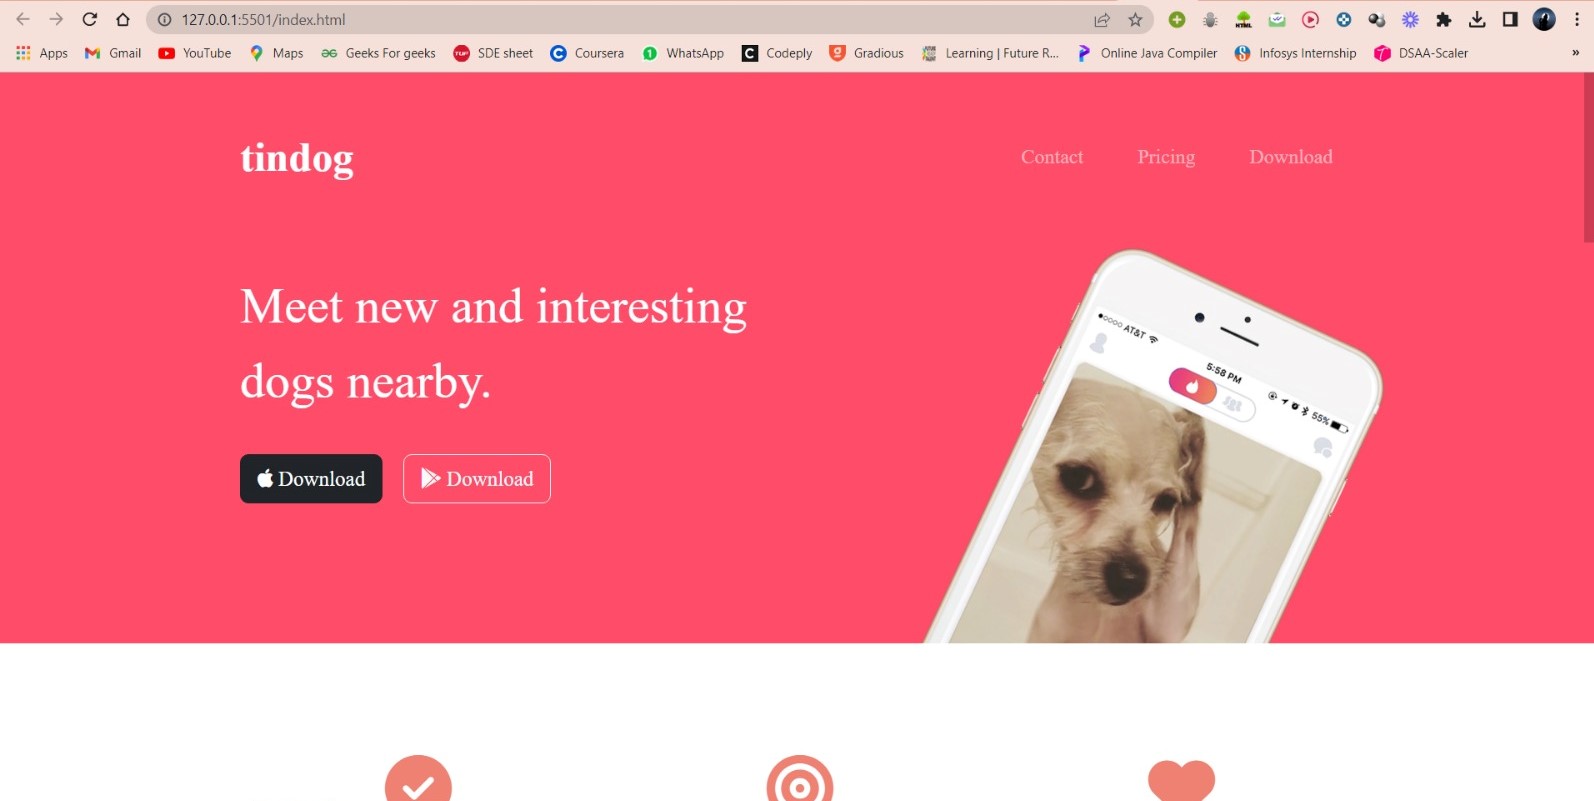 127.0.0.1:5501/index.html
Apps Gmail YouTube Maps Geeks For geeks SDE sheet Coursera WhatsApp Codeply Gradious Learning | Future R... Online Java Compiler Infosys Internship DSAA-Scaler »
tindog
Contact Pricing Download
Meet new and interesting
dogs nearby.
Download Download
AT&T
5:58 PM
55%